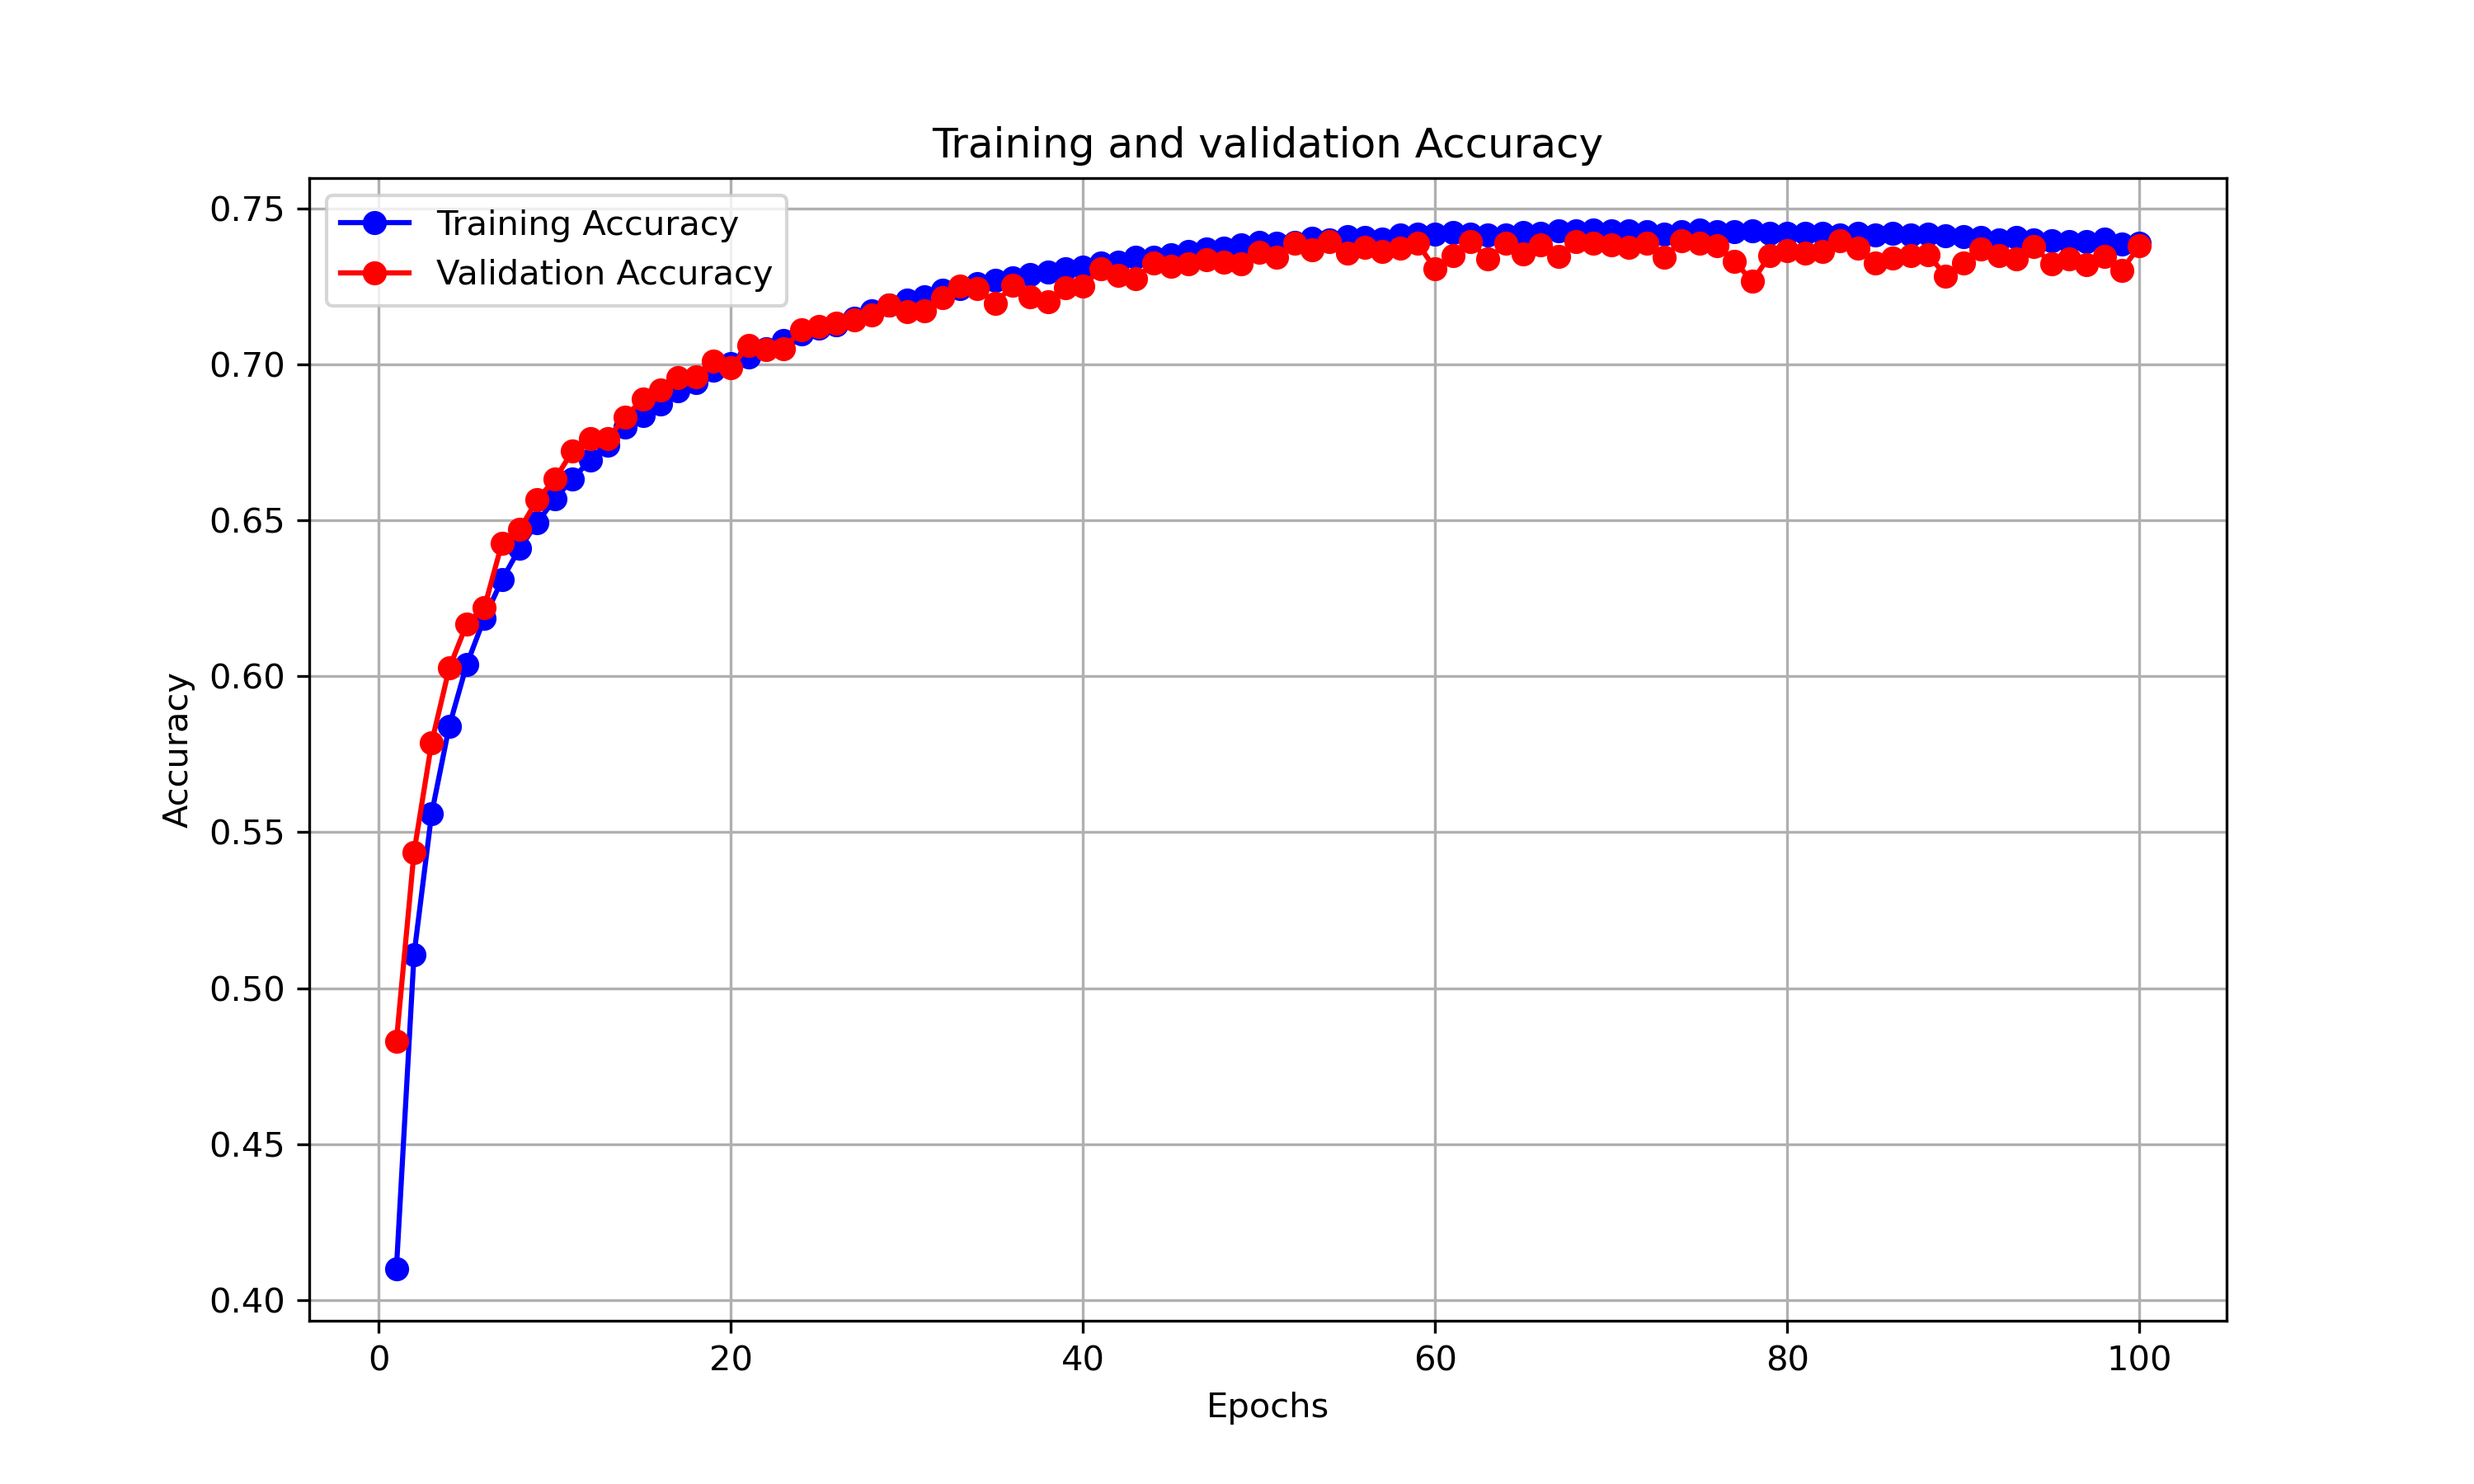 Training and validation Accuracy
Training Accuracy
Validation Accuracy
0.75
0.70
0.65
0.60
0.55
0.50
0.45
0.40
Accuracy
0 20 40 60 80 100
Epochs